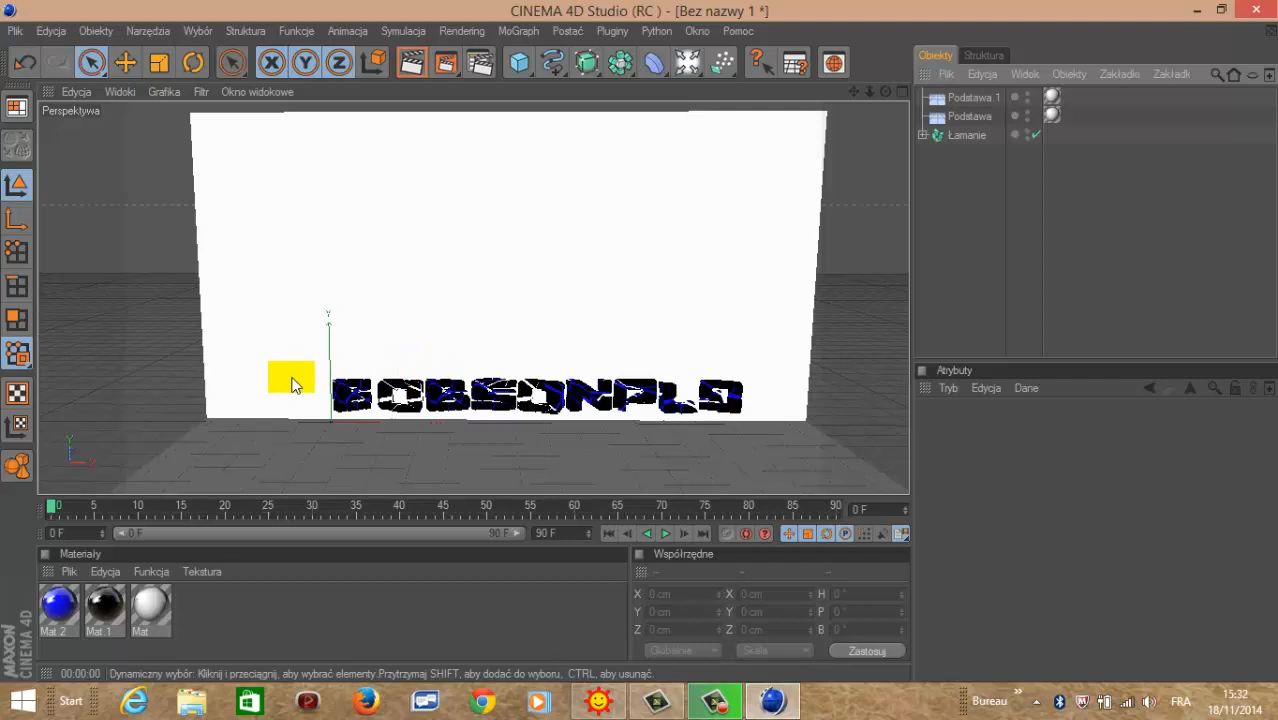 CINEMA 4D Studio (RC ) - [Bez nazwy 1 *]
Plik Edycja Obiekty Narzędzia Wybór Struktura Funkcje Animacja Symulacja Rendering MoGraph Postać Pluginy Python Okno Pomoc
X Y Z
Obiekty Struktura
Plik Edycja Widok Obiekty Zakładki Zakładk
Edycja Widoki Grafika Filtr Okno widokowe
Perspektywa
Podstawa.1
Podstawa
Łamanie
Y
Y
X
Atrybuty
Tryb Edycja Dane
0 5 10 15 20 25 30 35 40 45 50 55 60 65 70 75 80 85 90 0 F
0 F 0 F 90 F 90 F
Materiały
Plik Edycja Funkcja Tekstura
Mat 2 Mat 1 Mat
Współrzędne
-- -- --
X 0 cm X 0 cm H 0 °
Y 0 cm Y 0 cm P 0 °
Z 0 cm Z 0 cm B 0 °
Globalnie Skala Zastosuj
MAXON CINEMA 4D
00:00:00 Dynamiczny wybór: Kliknij i przeciągnij, aby wybrać elementy.Przytrzymaj SHIFT, aby dodać do wyboru, CTRL, aby usunąć.
Start
Bureau » FRA
15:32
18/11/2014